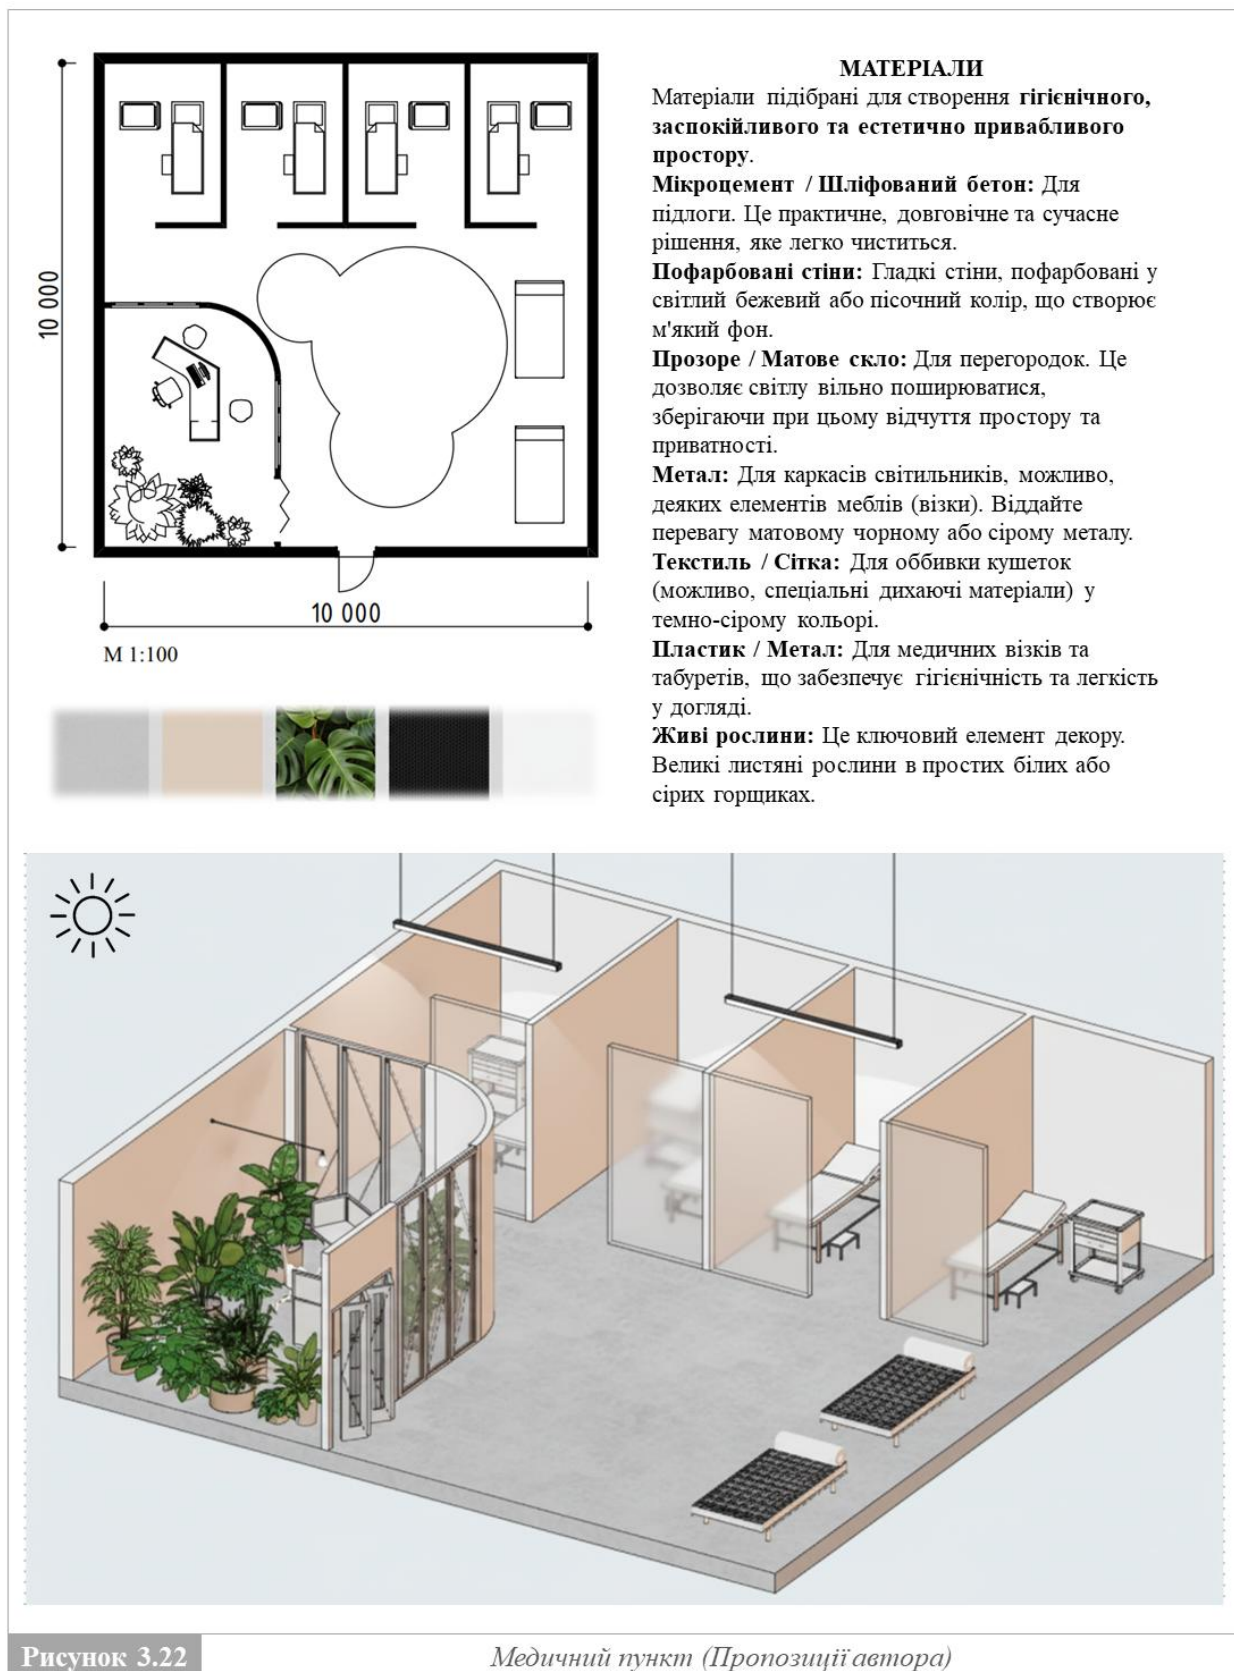 МАТЕРІАЛИ
Матеріали підібрані для створення гігієнічного,
заспокійливого та естетично привабливого
простору.
Мікроцемент / Шліфований бетон: Для
підлоги. Це практичне, довговічне та сучасне
рішення, яке легко чиститься.
Пофарбовані стіни: Гладкі стіни, пофарбовані у
світлий бежевий або пісочний колір, що створює
м'який фон.
Прозоре / Матове скло: Для перегородок. Це
дозволяє світлу вільно поширюватися,
зберігаючи при цьому відчуття простору та
приватності.
Метал: Для каркасів світильників, можливо,
деяких елементів меблів (візки). Віддайте
перевагу матовому чорному або сірому металу.
Текстиль / Сітка: Для оббивки кушеток
(можливо, спеціальні дихаючі матеріали) у
темно-сірому кольорі.
Пластик / Метал: Для медичних візків та
табуретів, що забезпечує гігієнічність та легкість
у догляді.
Живі рослини: Це ключовий елемент декору.
Великі листяні рослини в простих білих або
сірих горщиках.
10 000
10 000
М 1:100
Рисунок 3.22
Медичний пункт (Пропозиції автора)